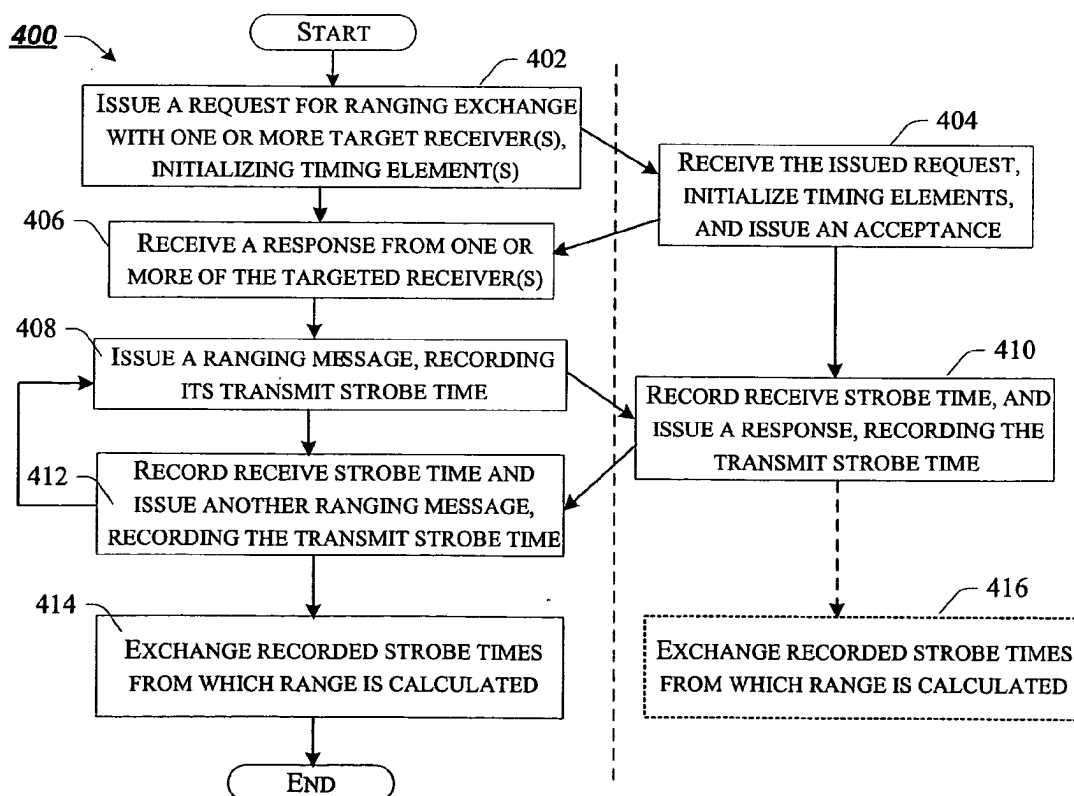 400
START
402
ISSUE A REQUEST FOR RANGING EXCHANGE
WITH ONE OR MORE TARGET RECEIVER(S),
INITIALIZING TIMING ELEMENT(S)
404
RECEIVE THE ISSUED REQUEST,
INITIALIZE TIMING ELEMENTS,
AND ISSUE AN ACCEPTANCE
406
RECEIVE A RESPONSE FROM ONE OR
MORE OF THE TARGETED RECEIVER(S)
408
ISSUE A RANGING MESSAGE, RECORDING
ITS TRANSMIT STROBE TIME
410
RECORD RECEIVE STROBE TIME, AND
ISSUE A RESPONSE, RECORDING THE
TRANSMIT STROBE TIME
412
RECORD RECEIVE STROBE TIME AND
ISSUE ANOTHER RANGING MESSAGE,
RECORDING THE TRANSMIT STROBE TIME
414
EXCHANGE RECORDED STROBE TIMES
FROM WHICH RANGE IS CALCULATED
416
EXCHANGE RECORDED STROBE TIMES
FROM WHICH RANGE IS CALCULATED
END